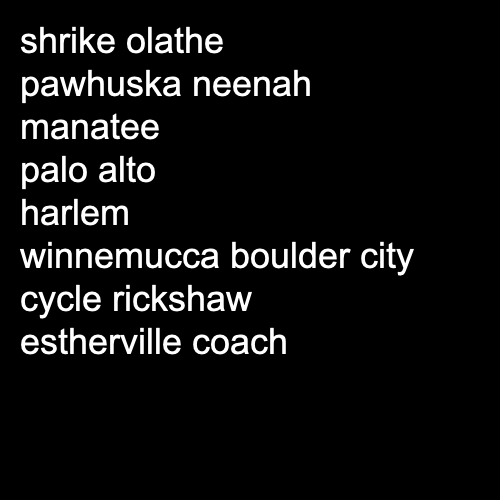 shrike olathe
pawhuska neenah
manatee
palo alto
harlem
winnemucca boulder city
cycle rickshaw
estherville coach